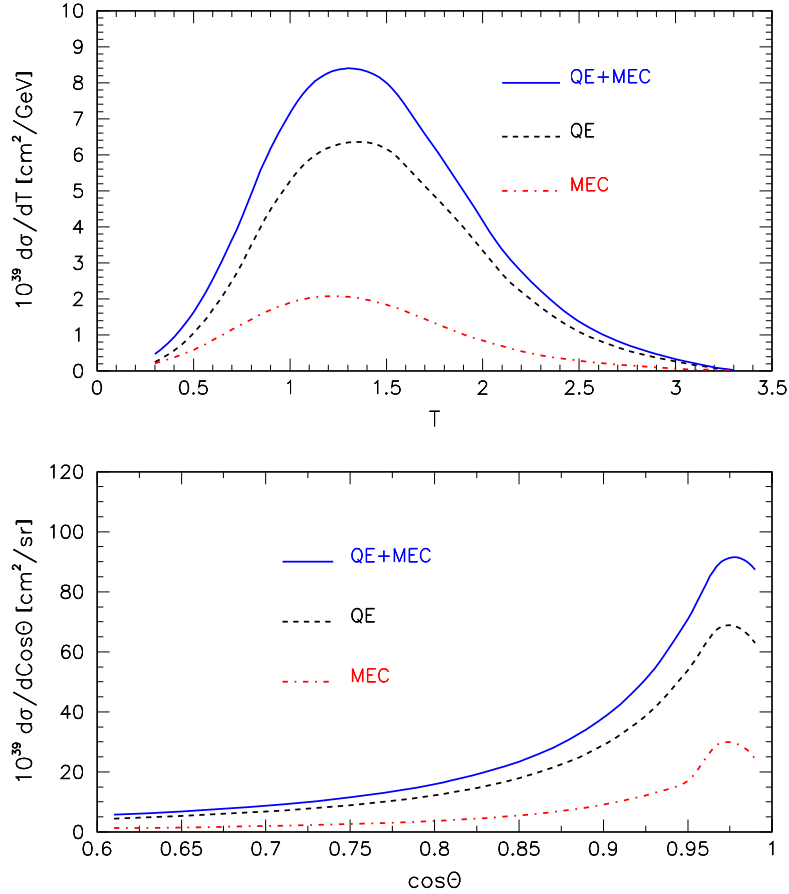 10
9
8
7
6
5
4
3
2
1
0
10³⁹ dσ/dT [cm²/GeV]
QE+MEC
QE
MEC
0 0.5 1 1.5 2 2.5 3 3.5
T
120
100
80
60
40
20
0
10³⁹ dσ/dCosΘ [cm²/sr]
QE+MEC
QE
MEC
0.6 0.65 0.7 0.75 0.8 0.85 0.9 0.95 1
cosΘ